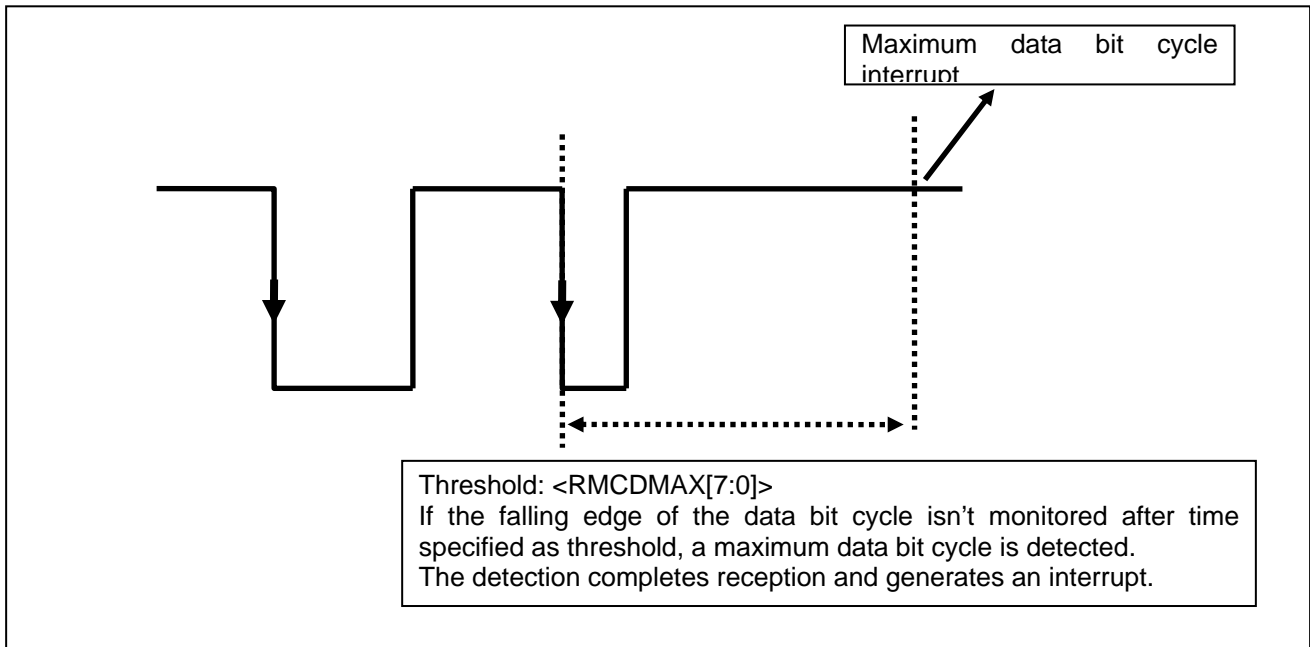 Maximum data bit cycle
interrupt
Threshold: <RMCDMAX[7:0]>
If the falling edge of the data bit cycle isn't monitored after time
specified as threshold, a maximum data bit cycle is detected.
The detection completes reception and generates an interrupt.